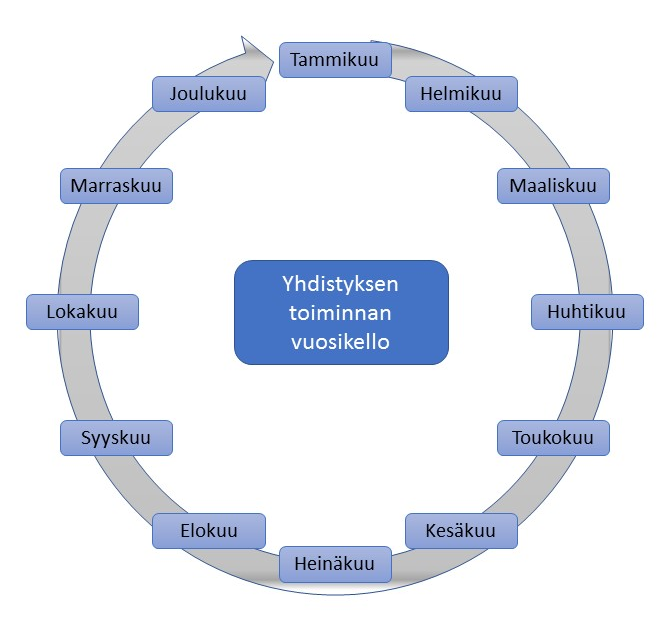 Tammikuu
Helmikuu
Maaliskuu
Huhtikuu
Toukokuu
Kesäkuu
Heinäkuu
Elokuu
Syyskuu
Lokakuu
Marraskuu
Joulukuu
Yhdistyksen
toiminnan
vuosikello